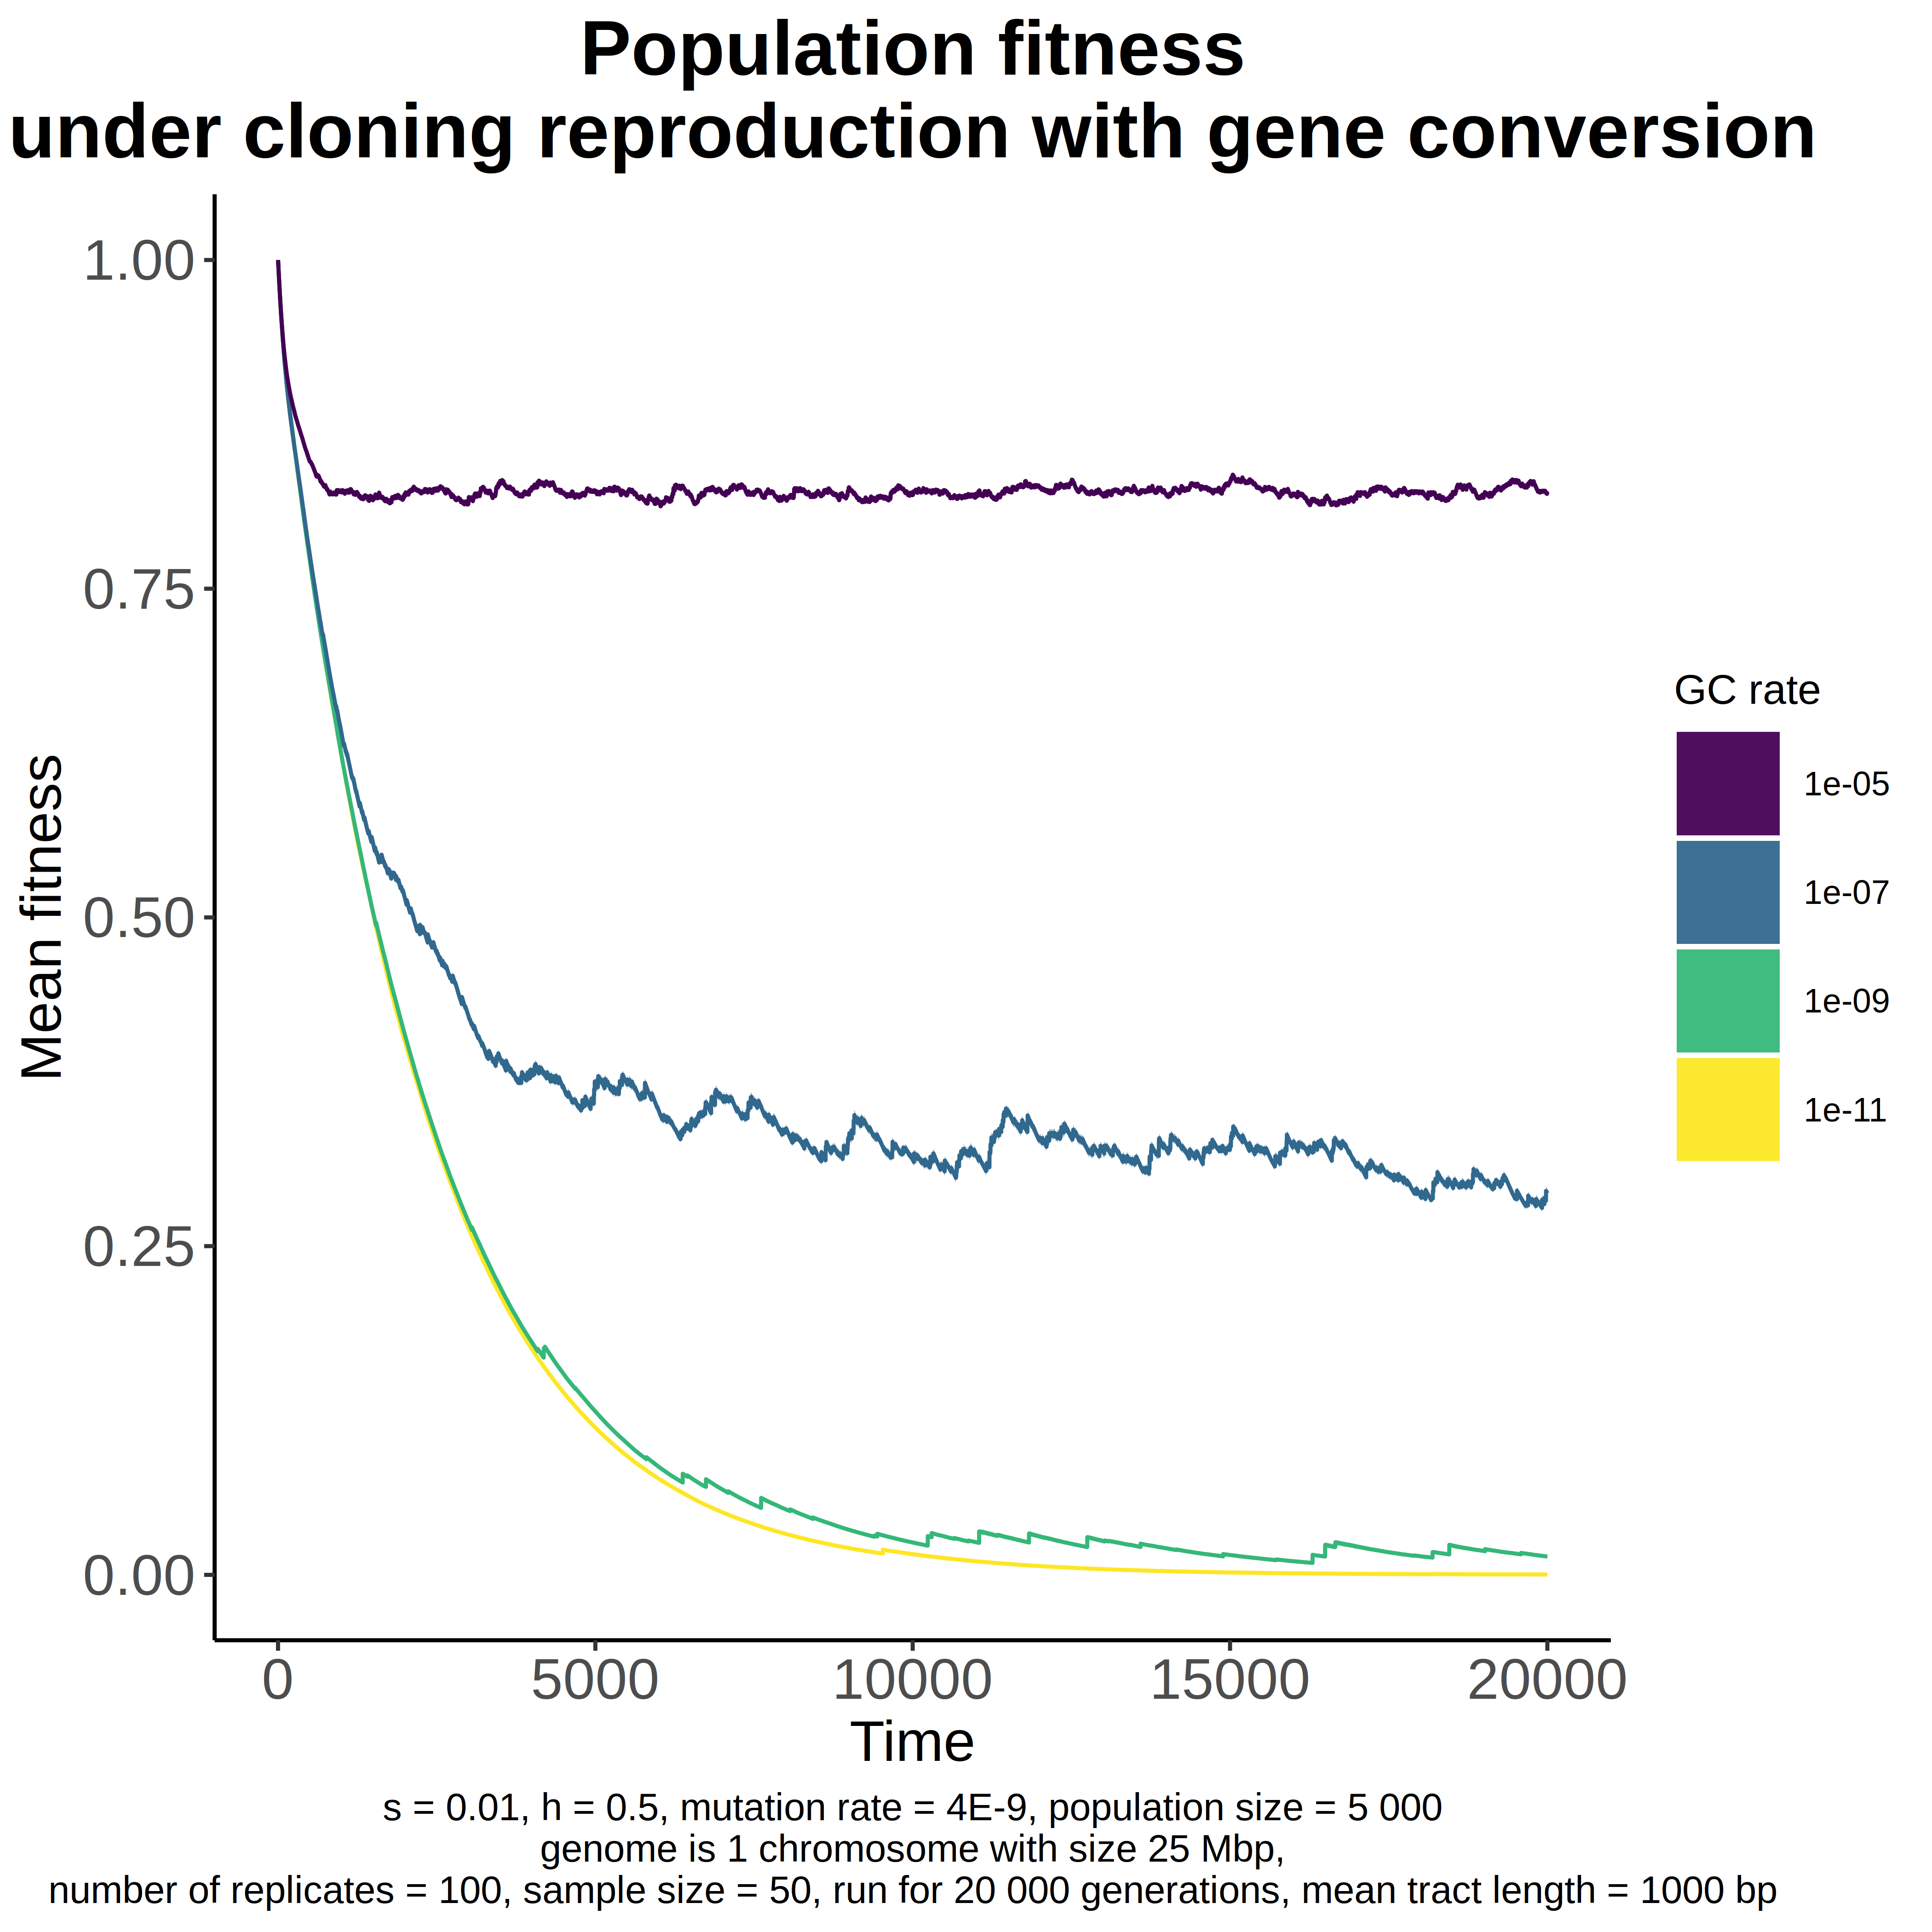 Population fitness
under cloning reproduction with gene conversion
1.00
0.75
0.50
0.25
0.00
Mean fitness
0
5000
10000
15000
20000
Time
GC rate
1e-05
1e-07
1e-09
1e-11
s = 0.01, h = 0.5, mutation rate = 4E-9, population size = 5 000
genome is 1 chromosome with size 25 Mbp,
number of replicates = 100, sample size = 50, run for 20 000 generations, mean tract length = 1000 bp